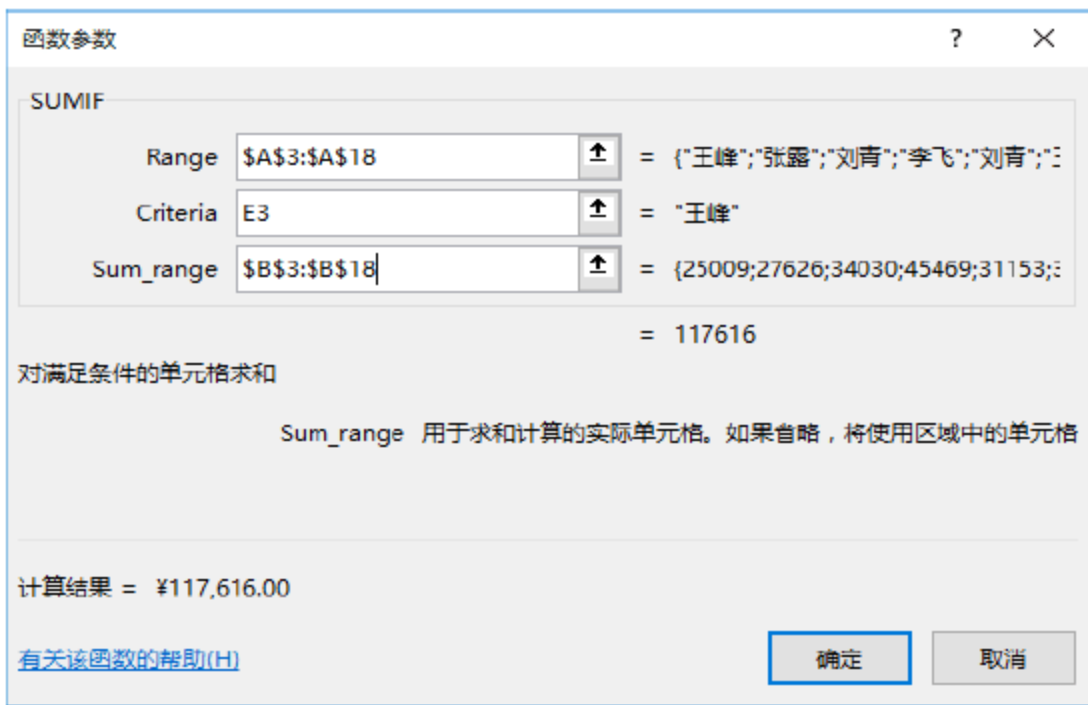 函数参数 ? ×
SUMIF
Range $A$3:$A$18 = {"王峰";"张露";"刘青";"李飞";"刘青";"
Criteria E3 = "王峰"
Sum_range $B$3:$B$18 = {25009;27626;34030;45469;31153;
= 117616
对满足条件的单元格求和
Sum_range 用于求和计算的实际单元格。如果省略，将使用区域中的单元格
计算结果 = ¥117,616.00
有关该函数的帮助(H) 确定 取消